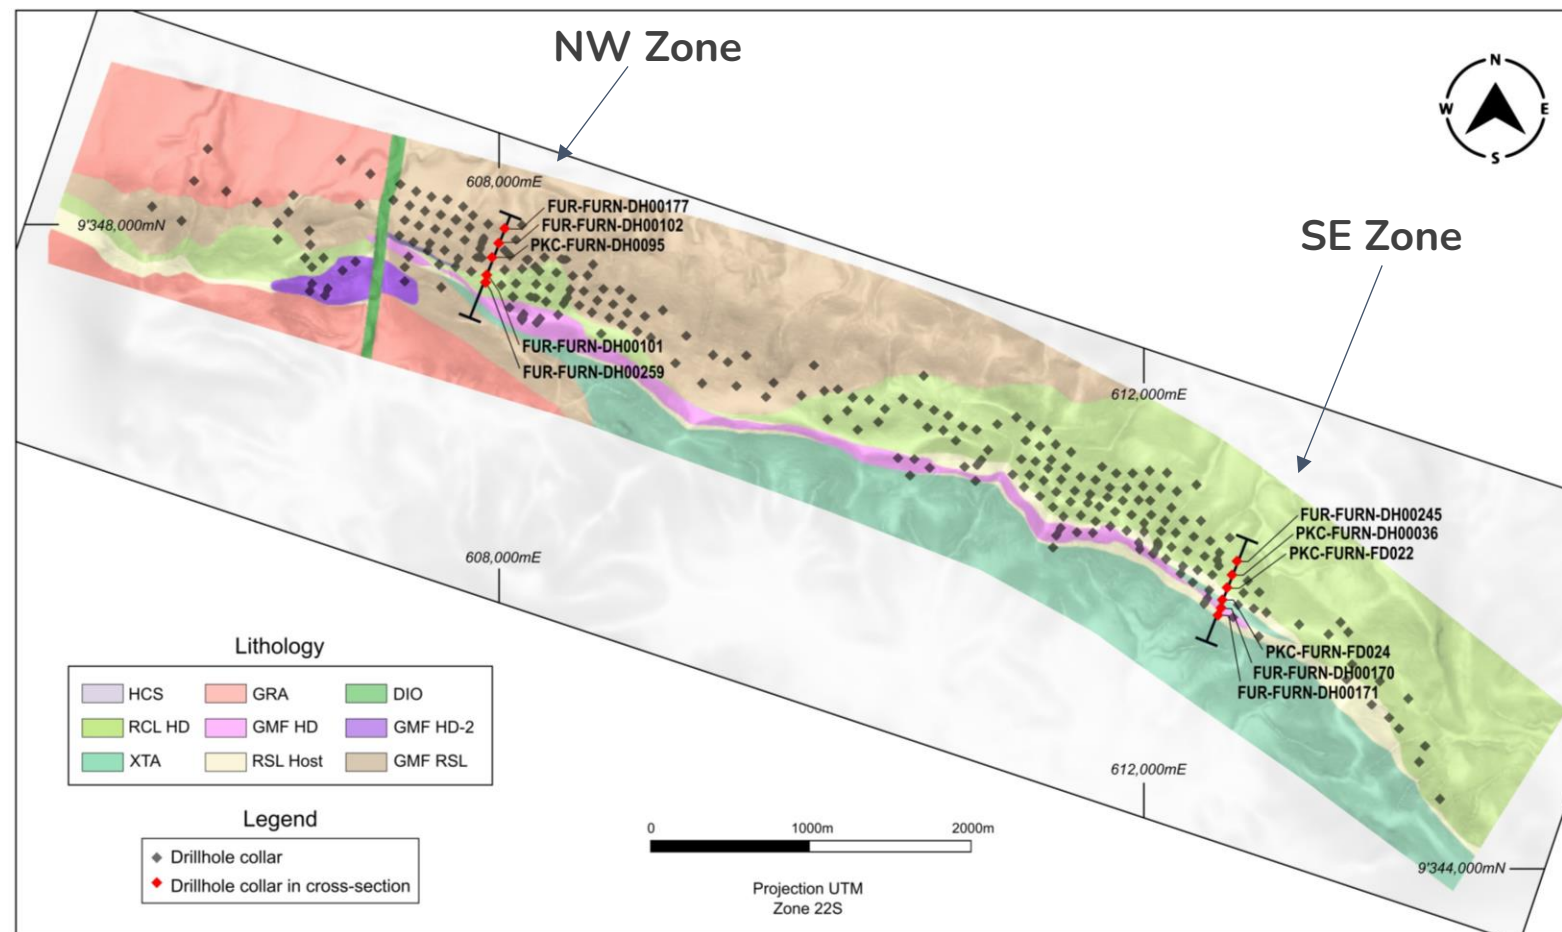 NW Zone
N
W
E
S
608,000mE
FUR-FURN-DH00177
FUR-FURN-DH00102
PKC-FURN-DH0095
9'348,000mN
SE Zone
FUR-FURN-DH00101
FUR-FURN-DH00259
612,000mE
FUR-FURN-DH00245
PKC-FURN-DH00036
PKC-FURN-FD022
608,000mE
PKC-FURN-FD024
FUR-FURN-DH00170
FUR-FURN-DH00171
Lithology
HCS
GRA
DIO
RCL HD
GMF HD
GMF HD-2
XTA
RSL Host
GMF RSL
612,000mE
Legend
Drillhole collar
Drillhole collar in cross-section
0
1000m
2000m
Projection UTM
Zone 22S
9'344,000mN